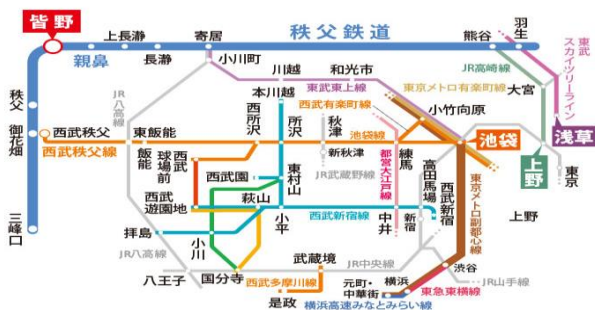 皆野
秩父鉄道
上長瀞
寄居
熊谷
羽生
東武
スカイツリーライン
親鼻
長瀞
小川町
JR高崎線
川越
和光市
東武東上線
東京メトロ有楽町線
大宮
JR八高線
本川越
西武有楽町線
小竹向原
秩父
御花畑
西武秩父
西武秩父線
東飯能
飯能
西武
球場前
西所沢
所沢
池袋線
秋津
新秋津
JR武蔵野線
都営大江戸線
練馬
高田馬場
西武新宿
池袋
上野
浅草
東京
東京メトロ副都心線
西武園
東村山
西武
遊園地
萩山
小平
西武新宿線
中井
新宿
上野
三峰口
拝島
小川
JR八高線
八王子
国分寺
武蔵境
JR中央線
渋谷
JR山手線
西武多摩川線
是政
元町・
中華街
横浜
東急東横線
横浜高速みなとみらい線